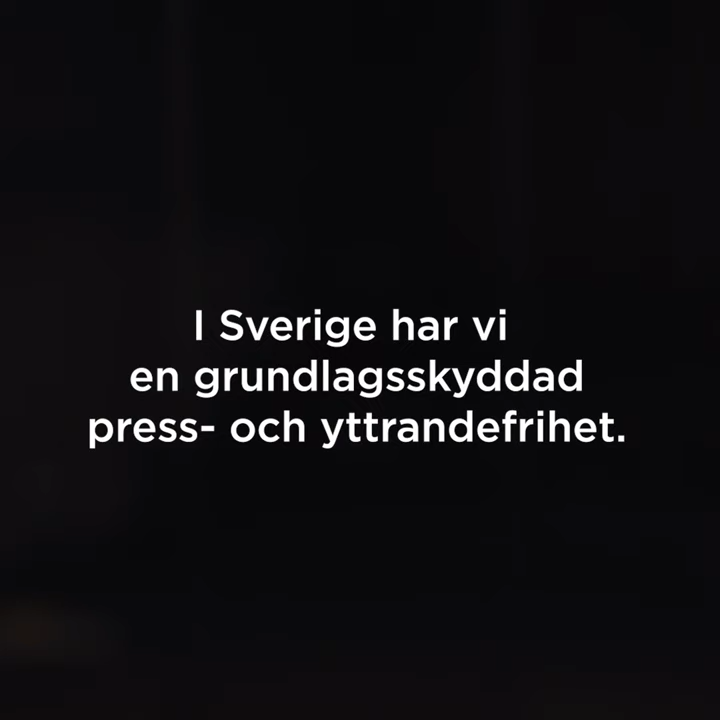 I Sverige har vi
en grundlagsskyddad
press- och yttrandefrihet.